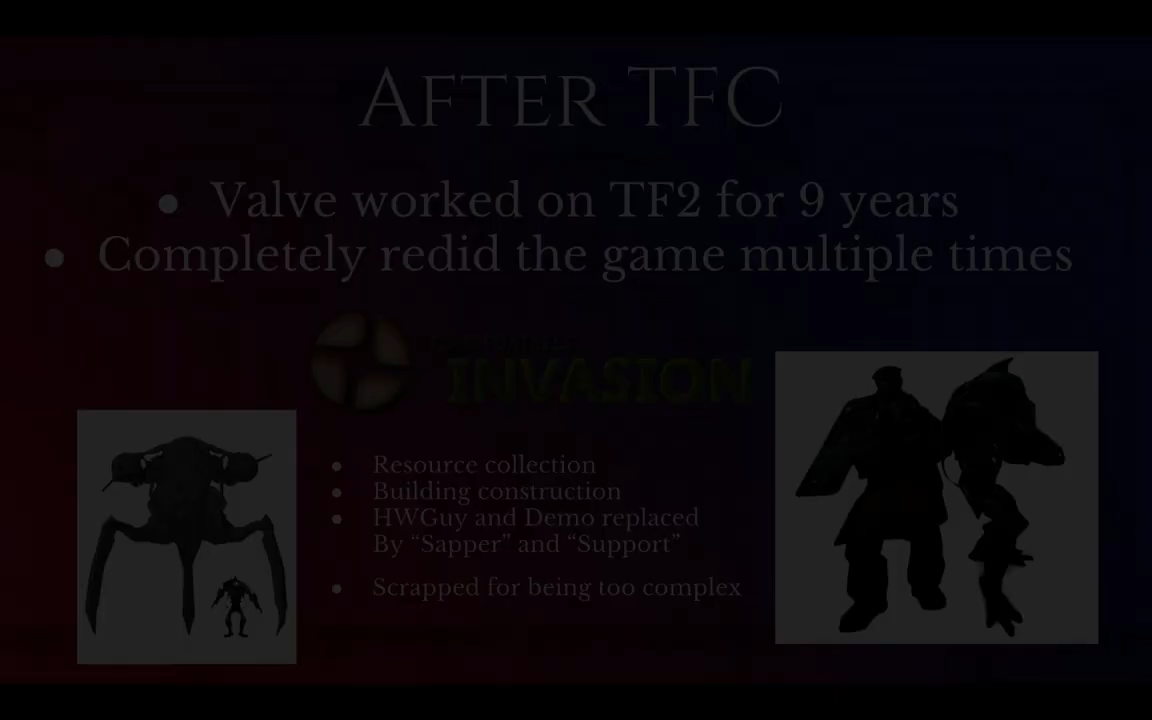 After TFC
● Valve worked on TF2 for 9 years
● Completely redid the game multiple times
INVASION
● Resource collection
● Building construction
● HWGuy and Demo replaced
By “Sapper” and “Support”
● Scrapped for being too complex